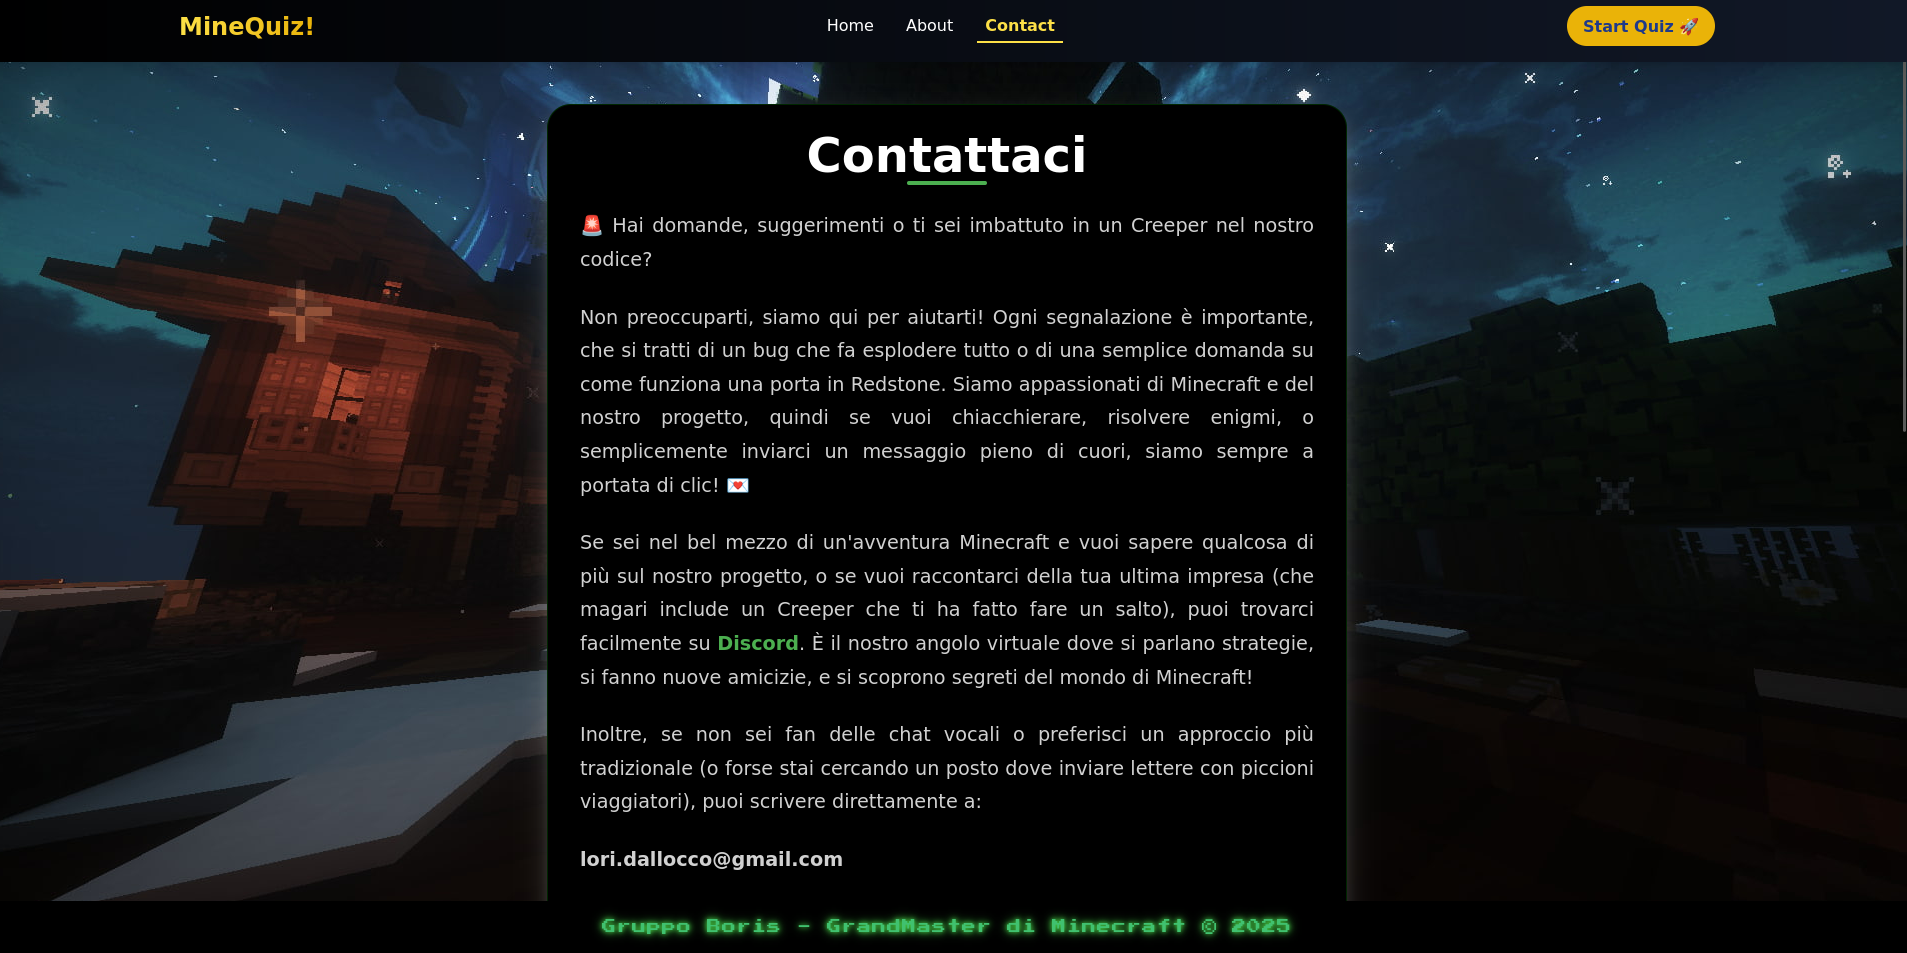 MineQuiz!
Home
About
Contact
Start Quiz 🚀
Contattaci
🚨 Hai domande, suggerimenti o ti sei imbattuto in un Creeper nel nostro
codice?
Non preoccuparti, siamo qui per aiutarti! Ogni segnalazione è importante,
che si tratti di un bug che fa esplodere tutto o di una semplice domanda su
come funziona una porta in Redstone. Siamo appassionati di Minecraft e del
nostro progetto, quindi se vuoi chiacchierare, risolvere enigmi, o
semplicemente inviarci un messaggio pieno di cuori, siamo sempre a
portata di clic! 💌
Se sei nel bel mezzo di un'avventura Minecraft e vuoi sapere qualcosa di
più sul nostro progetto, o se vuoi raccontarci della tua ultima impresa (che
magari include un Creeper che ti ha fatto fare un salto), puoi trovarci
facilmente su Discord. È il nostro angolo virtuale dove si parlano strategie,
si fanno nuove amicizie, e si scoprono segreti del mondo di Minecraft!
Inoltre, se non sei fan delle chat vocali o preferisci un approccio più
tradizionale (o forse stai cercando un posto dove inviare lettere con piccioni
viaggiatori), puoi scrivere direttamente a:
lori.dallocco@gmail.com
Gruppo Boris - GrandMaster di Minecraft © 2025